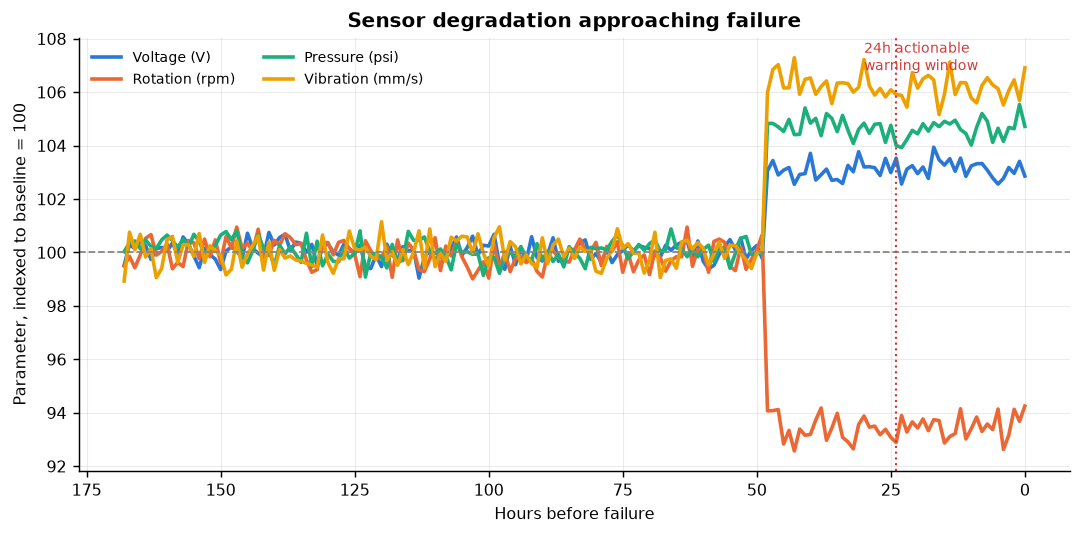 Sensor degradation approaching failure
Voltage (V)
Rotation (rpm)
Pressure (psi)
Vibration (mm/s)
24h actionable
warning window
Parameter, indexed to baseline = 100
108
106
104
102
100
98
96
94
92
175
150
125
100
75
50
25
0
Hours before failure